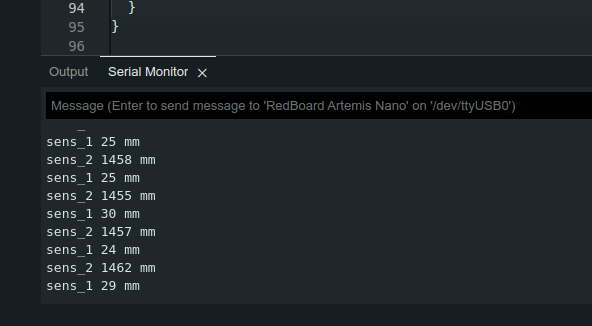 94 }
95 }
96
Output Serial Monitor ×
Message (Enter to send message to 'RedBoard Artemis Nano' on '/dev/ttyUSB0')
sens_1 25 mm
sens_2 1458 mm
sens_1 25 mm
sens_2 1455 mm
sens_1 30 mm
sens_2 1457 mm
sens_1 24 mm
sens_2 1462 mm
sens_1 29 mm